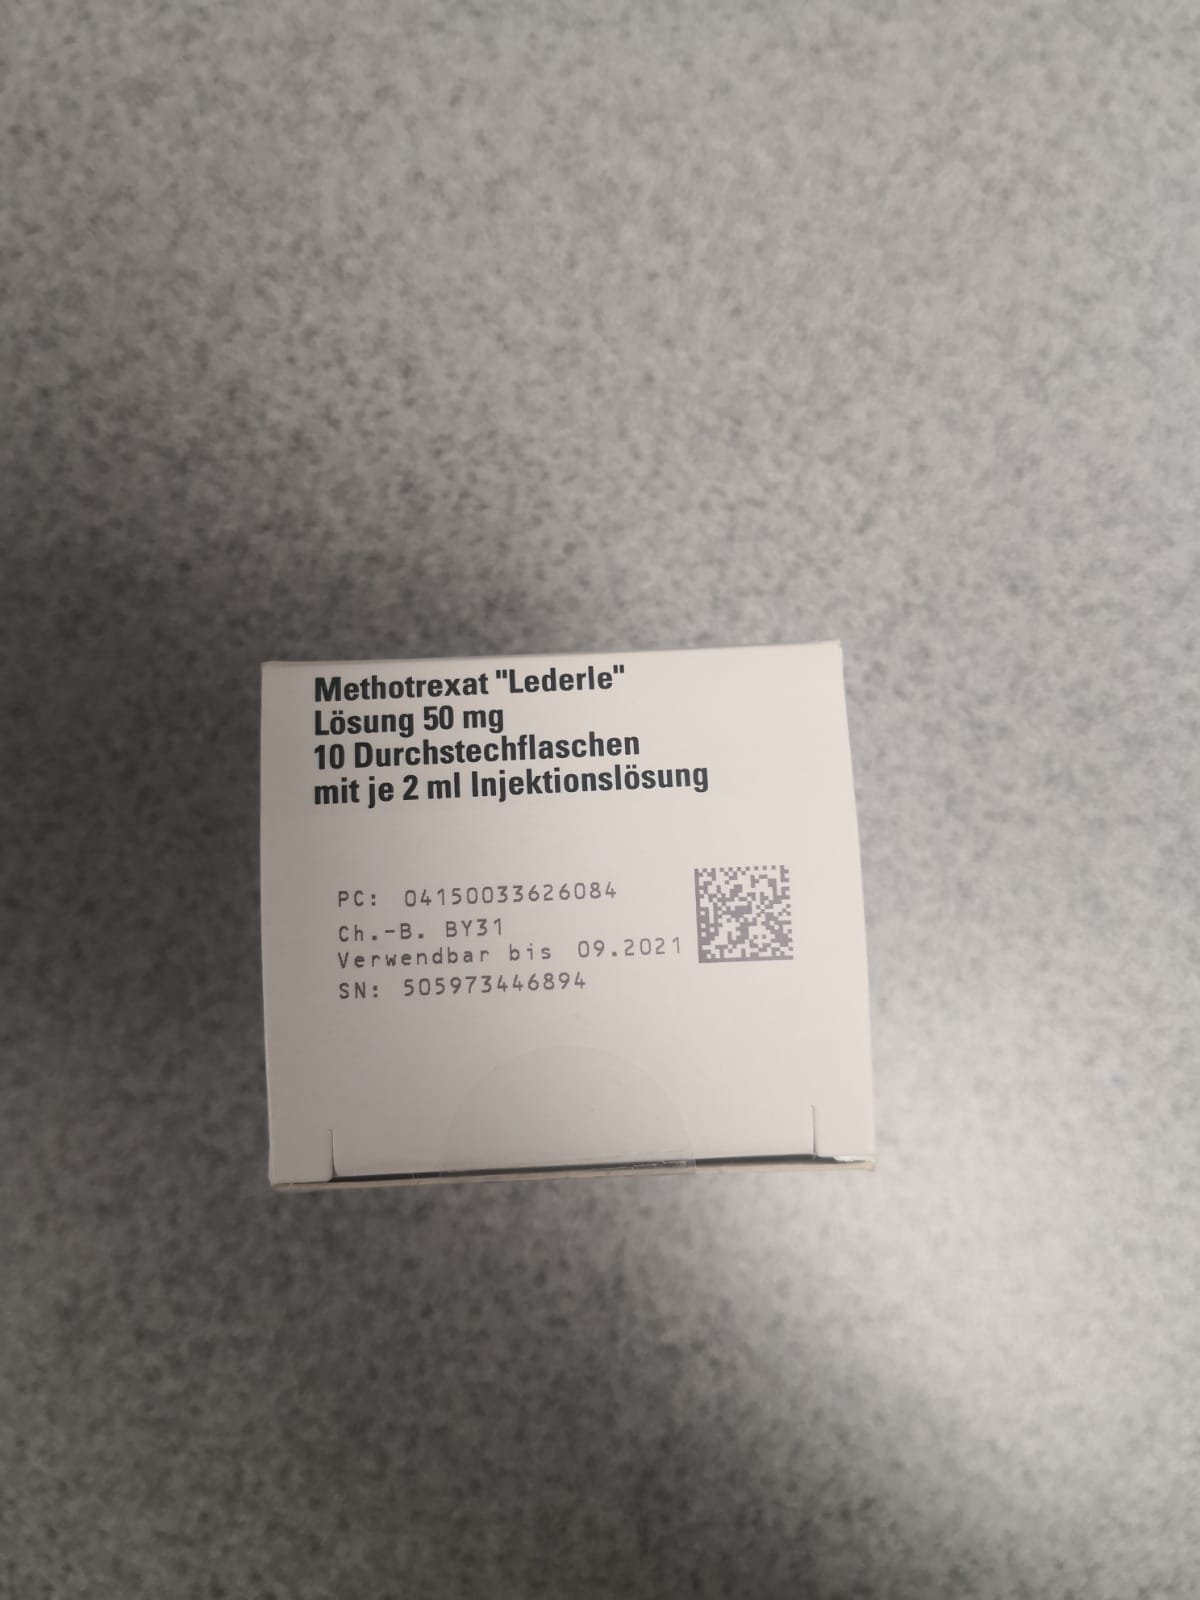 Methotrexat "Lederle"
Lösung 50 mg
10 Durchstechflaschen
mit je 2 ml Injektionslösung
PC: 04150033626084
Ch.-B. BY31
Verwendbar bis 09.2021
SN: 505973446894